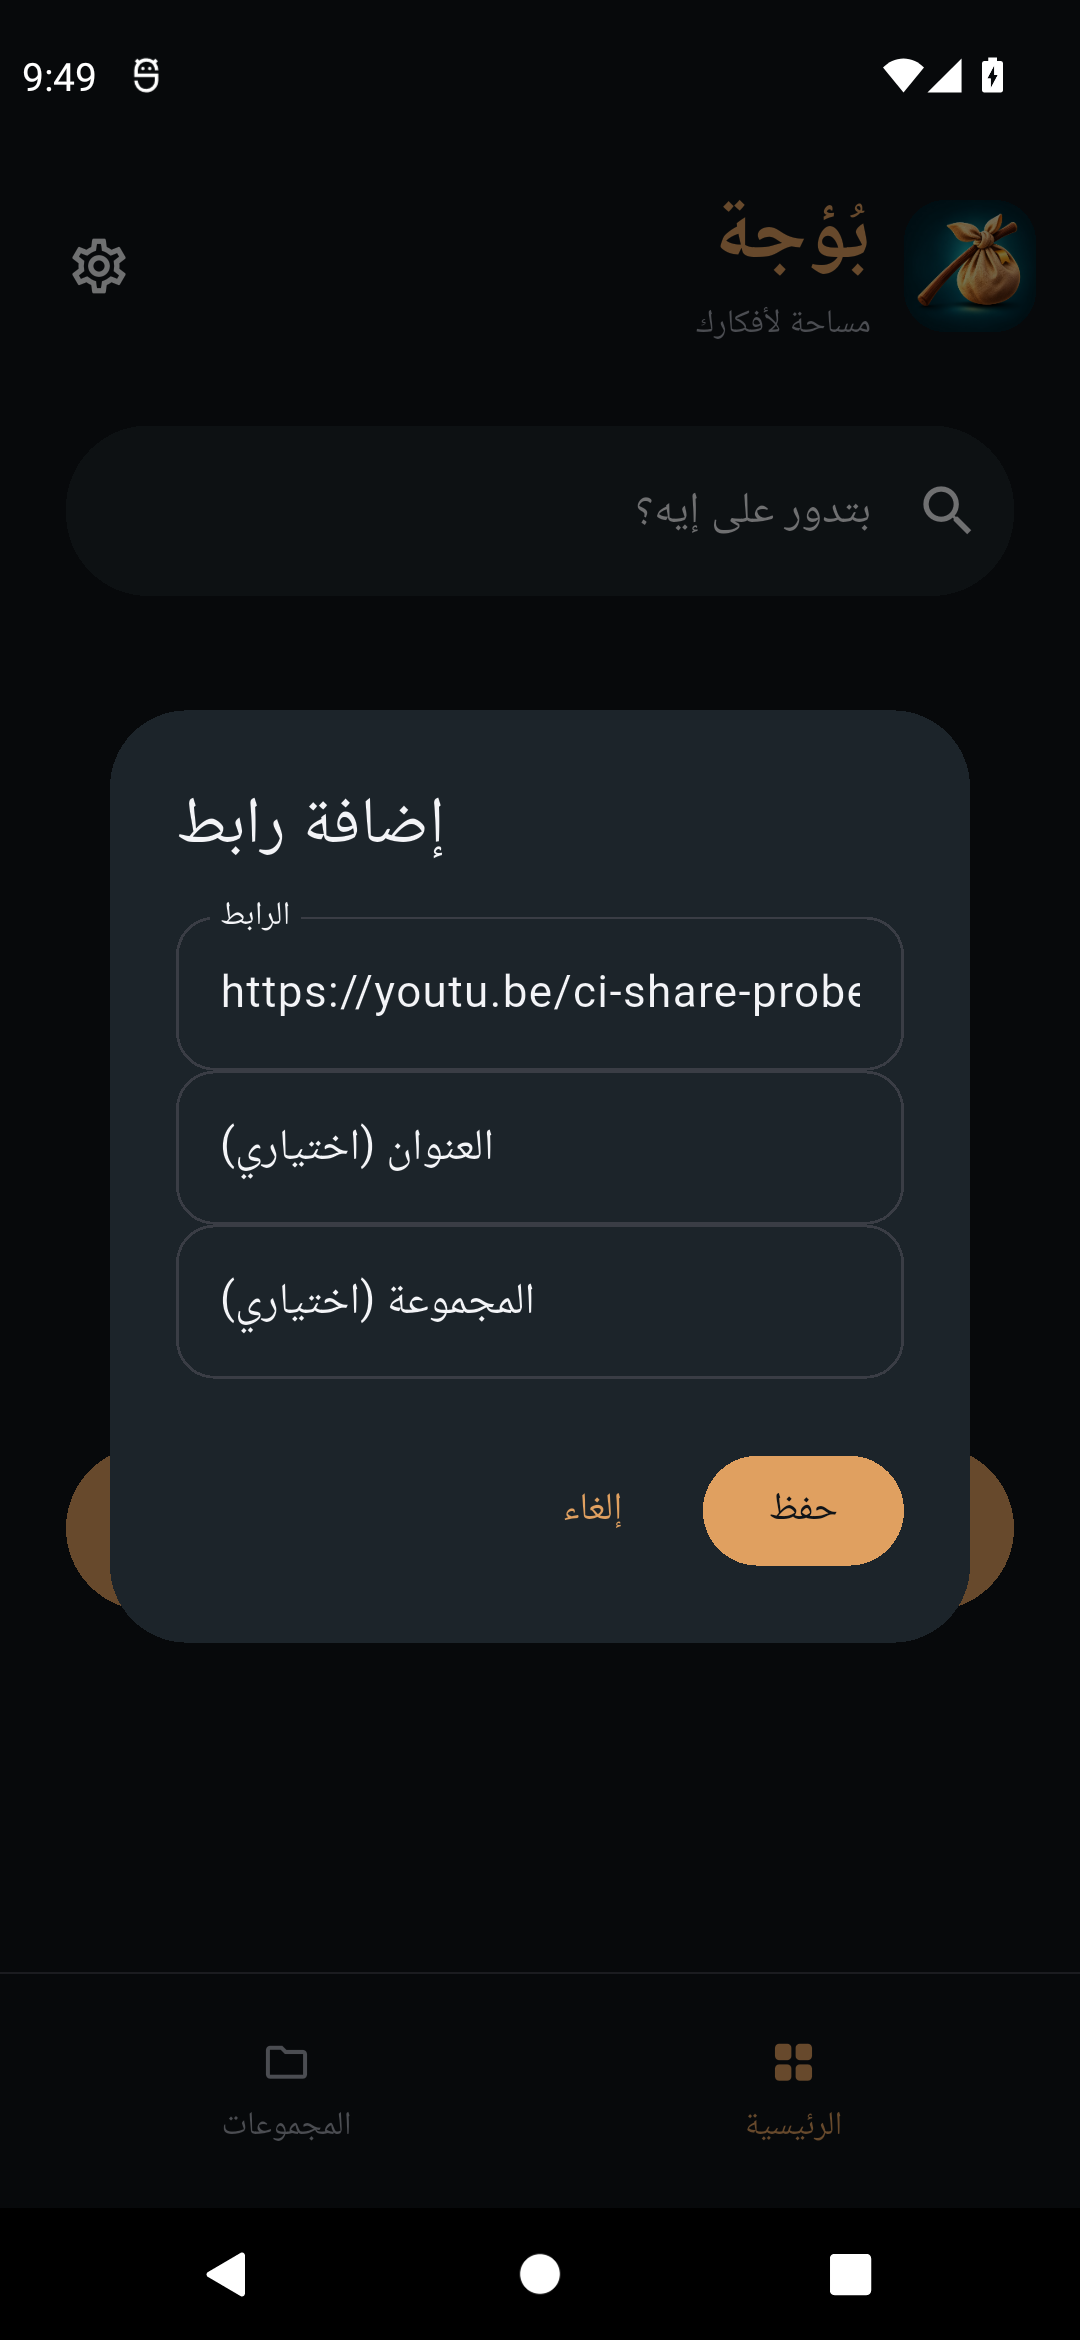 9:49
بُؤجة
مساحة لأفكارك
بتدور على إيه؟
إضافة رابط
الرابط
https://youtu.be/ci-share-probe
العنوان (اختياري)
المجموعة (اختياري)
حفظ
إلغاء
الرئيسية
المجموعات